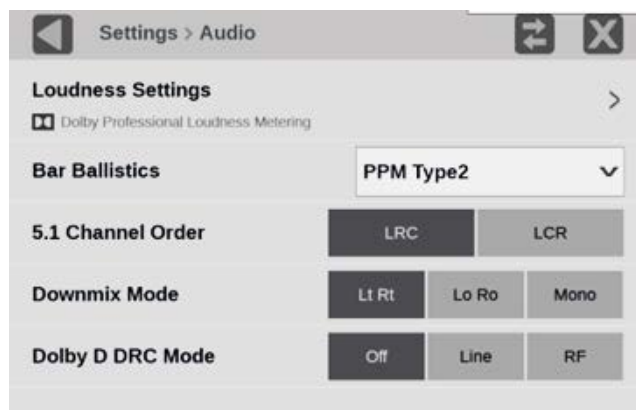 Settings > Audio
Loudness Settings >
Dolby Professional Loudness Metering
Bar Ballistics PPM Type2
5.1 Channel Order LRC LCR
Downmix Mode Lt Rt Lo Ro Mono
Dolby D DRC Mode Off Line RF